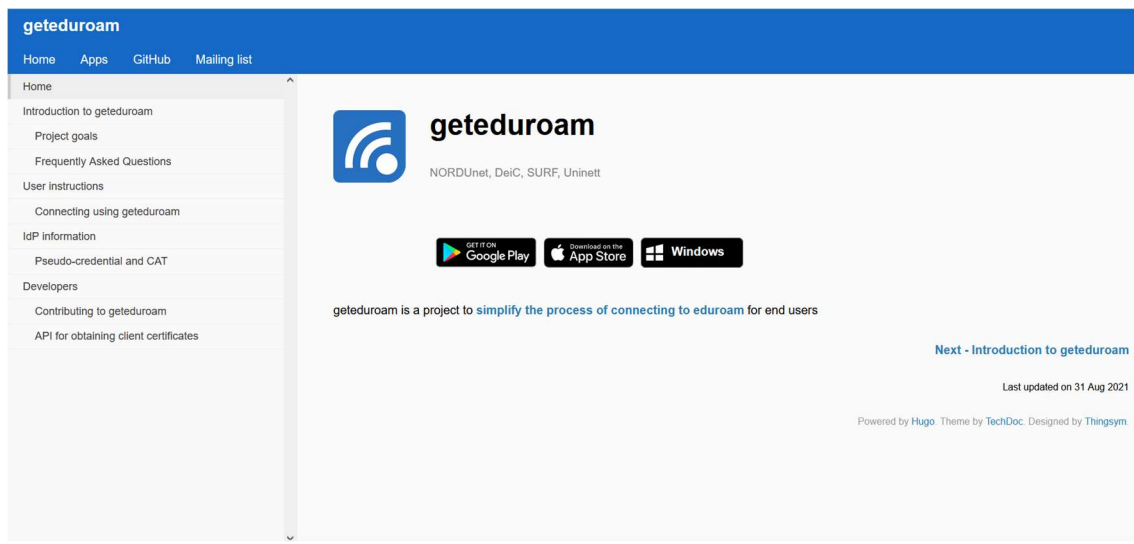 geteduroam
Home Apps GitHub Mailing list
Home
Introduction to geteduroam
Project goals
Frequently Asked Questions
User instructions
Connecting using geteduroam
IdP information
Pseudo-credential and CAT
Developers
Contributing to geteduroam
API for obtaining client certificates
geteduroam
NORDUnet, DeiC, SURF, Uninett
GET IT ON
Google Play
Download on the
App Store
Windows
geteduroam is a project to simplify the process of connecting to eduroam for end users
Next - Introduction to geteduroam
Last updated on 31 Aug 2021
Powered by Hugo. Theme by TechDoc. Designed by Thingsym.